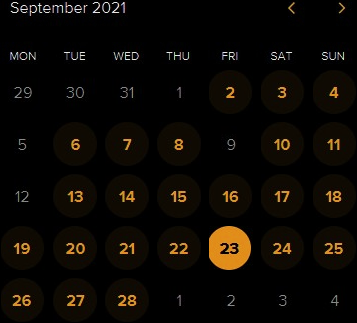 September 2021
MON TUE WED THU FRI SAT SUN
29 30 31 1 2 3 4
5 6 7 8 9 10 11
12 13 14 15 16 17 18
19 20 21 22 23 24 25
26 27 28 1 2 3 4